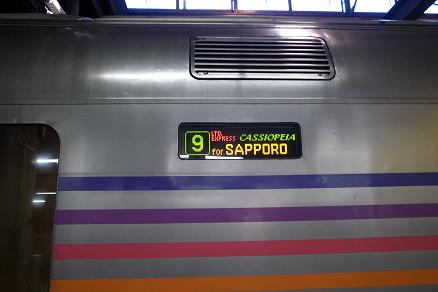 9
LTD. EXPRESS CASSIOPEIA
for SAPPORO